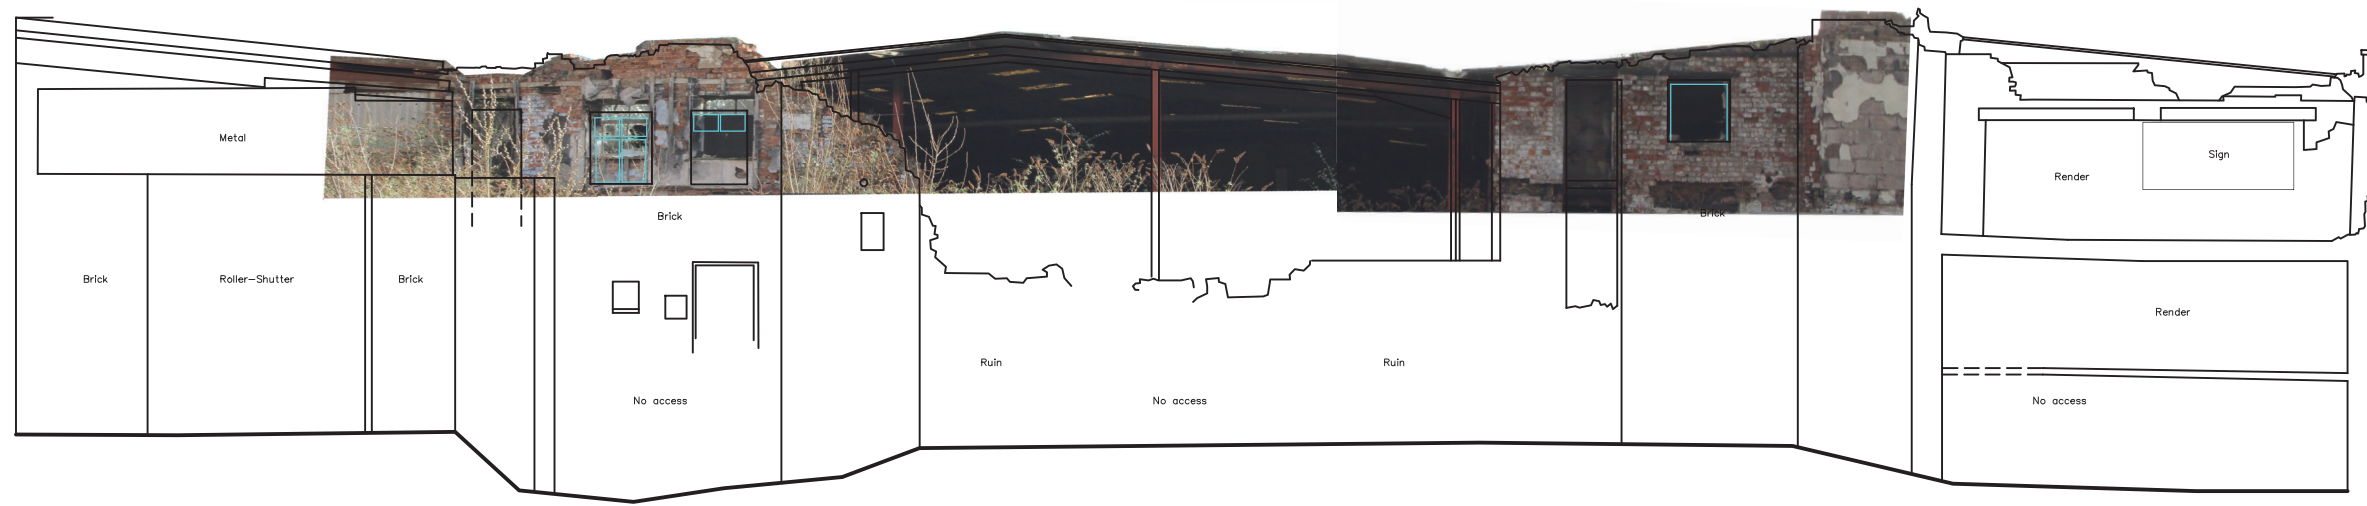 Metal
Sign
Render
Brick
Brick
Brick
Roller-Shutter
Brick
Render
Ruin
Ruin
No access
No access
No access